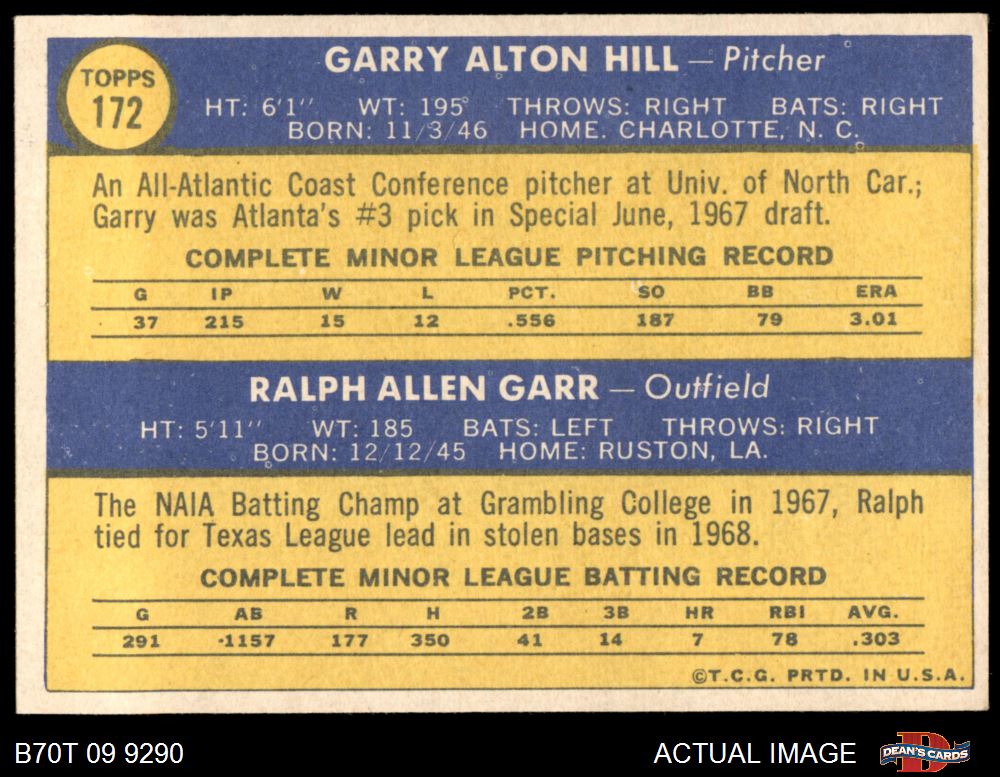 TOPPS
172
GARRY ALTON HILL — Pitcher
HT: 6'1'' WT: 195 THROWS: RIGHT BATS: RIGHT
BORN: 11/3/46 HOME. CHARLOTTE, N. C.
An All-Atlantic Coast Conference pitcher at Univ. of North Car.;
Garry was Atlanta's #3 pick in Special June, 1967 draft.
COMPLETE MINOR LEAGUE PITCHING RECORD
G IP W L PCT. SO BB ERA
37 215 15 12 .556 187 79 3.01
RALPH ALLEN GARR — Outfield
HT: 5'11'' WT: 185 BATS: LEFT THROWS: RIGHT
BORN: 12/12/45 HOME: RUSTON, LA.
The NAIA Batting Champ at Grambling College in 1967, Ralph
tied for Texas League lead in stolen bases in 1968.
COMPLETE MINOR LEAGUE BATTING RECORD
G AB R H 2B 3B HR RBI AVG.
291 1157 177 350 41 14 7 78 .303
©T.C.G. PRTD. IN U.S.A.
B70T 09 9290
ACTUAL IMAGE
DEAN'S CARDS